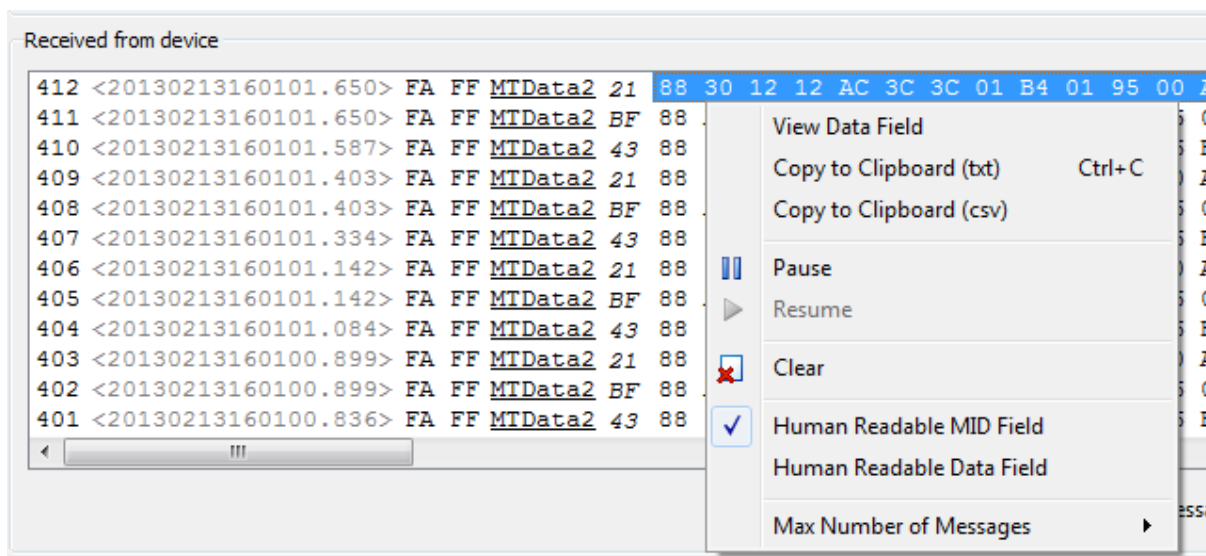 Received from device
412 <20130213160101.650> FA FF MTData2 21 88 30 12 12 AC 3C 3C 01 B4 01 95 00
411 <20130213160101.650> FA FF MTData2 BF 88
410 <20130213160101.587> FA FF MTData2 43 88
409 <20130213160101.403> FA FF MTData2 21 88
408 <20130213160101.403> FA FF MTData2 BF 88
407 <20130213160101.334> FA FF MTData2 43 88
406 <20130213160101.142> FA FF MTData2 21 88
405 <20130213160101.142> FA FF MTData2 BF 88
404 <20130213160101.084> FA FF MTData2 43 88
403 <20130213160100.899> FA FF MTData2 21 88
402 <20130213160100.899> FA FF MTData2 BF 88
401 <20130213160100.836> FA FF MTData2 43 88
View Data Field
Copy to Clipboard (txt) Ctrl+C
Copy to Clipboard (csv)
Pause
Resume
Clear
Human Readable MID Field
Human Readable Data Field
Max Number of Messages